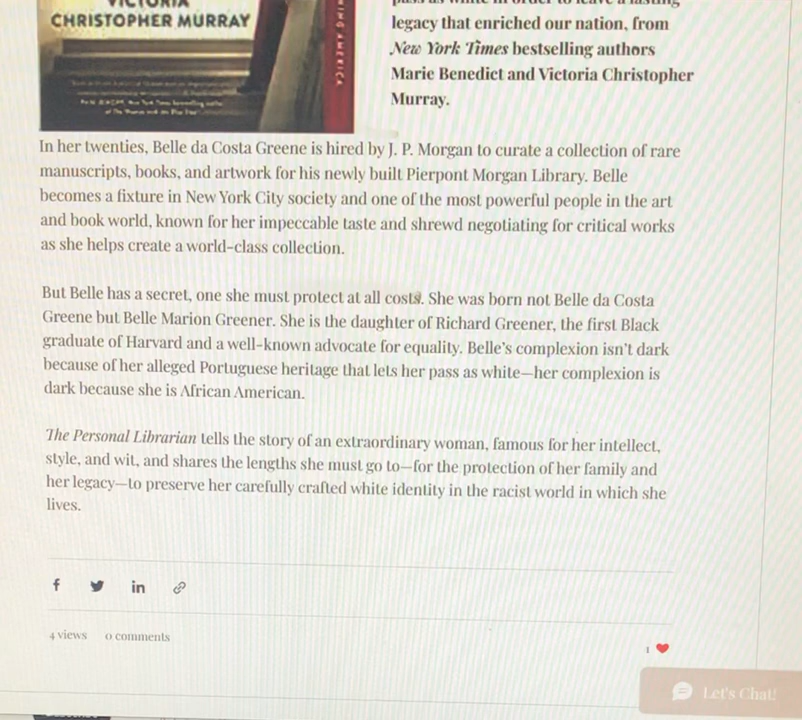 VICTORIA
CHRISTOPHER MURRAY
NING AMERICA
pass as white in order to leave a lasting
legacy that enriched our nation, from
New York Times bestselling authors
Marie Benedict and Victoria Christopher
Murray.
In her twenties, Belle da Costa Greene is hired by J. P. Morgan to curate a collection of rare
manuscripts, books, and artwork for his newly built Pierpont Morgan Library. Belle
becomes a fixture in New York City society and one of the most powerful people in the art
and book world, known for her impeccable taste and shrewd negotiating for critical works
as she helps create a world-class collection.
But Belle has a secret, one she must protect at all costs. She was born not Belle da Costa
Greene but Belle Marion Greener. She is the daughter of Richard Greener, the first Black
graduate of Harvard and a well-known advocate for equality. Belle's complexion isn't dark
because of her alleged Portuguese heritage that lets her pass as white—her complexion is
dark because she is African American.
The Personal Librarian tells the story of an extraordinary woman, famous for her intellect,
style, and wit, and shares the lengths she must go to—for the protection of her family and
her legacy—to preserve her carefully crafted white identity in the racist world in which she
lives.
f in
4 views 0 comments
1
Let's Chat!